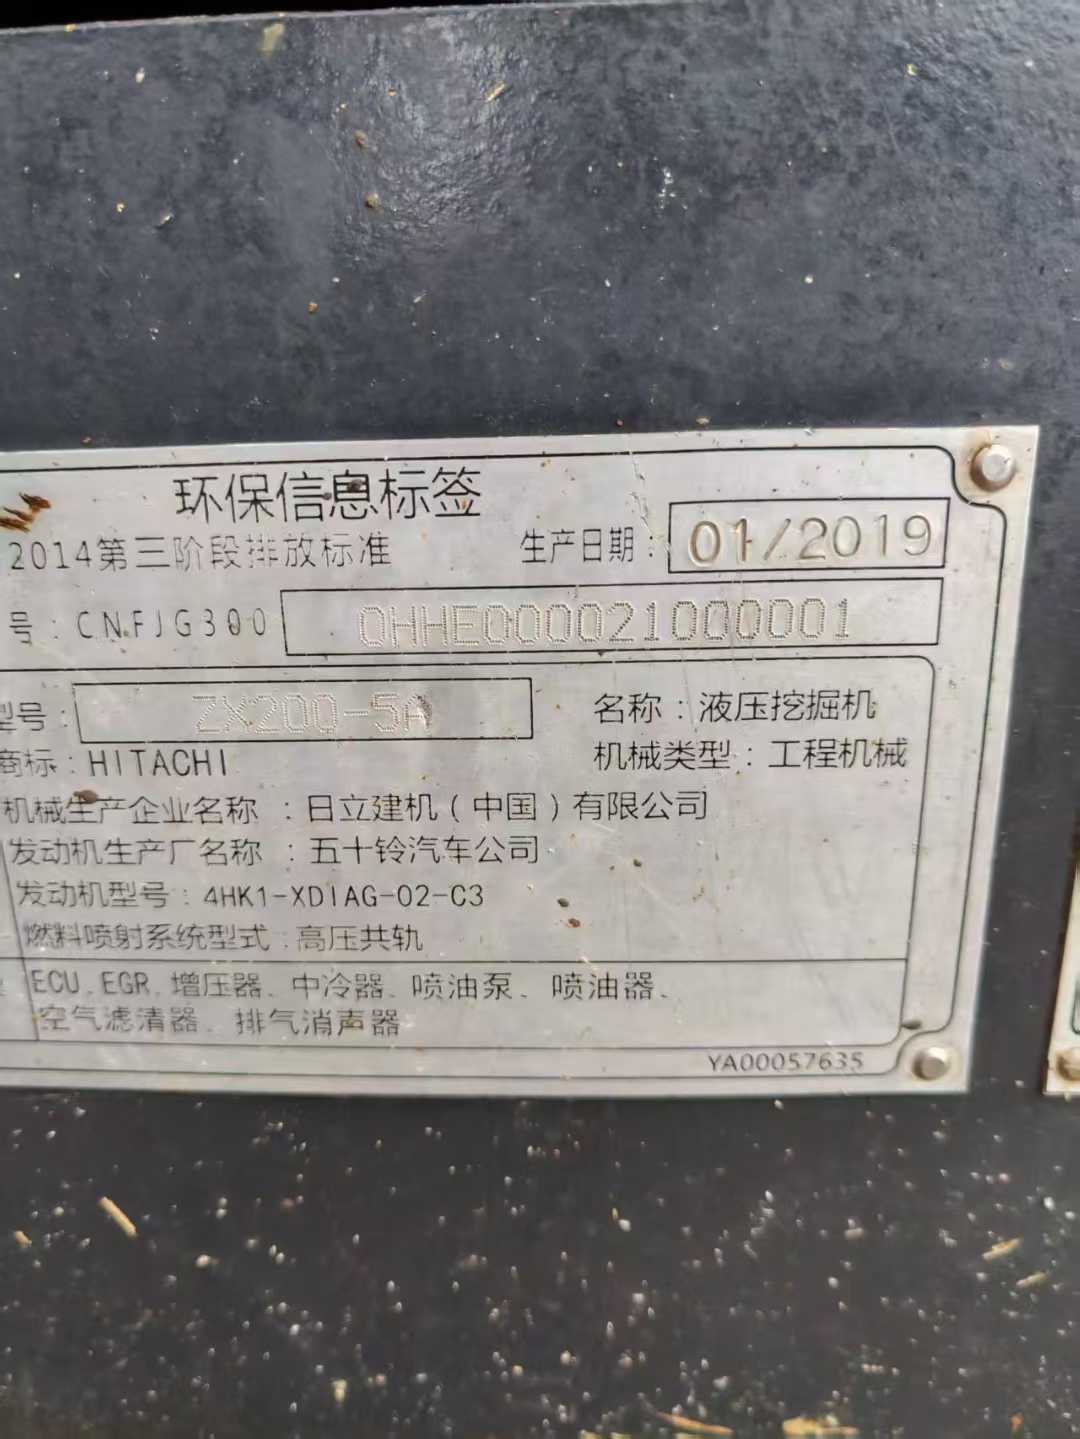 环保信息标签
2014第三阶段排放标准 生产日期：01/2019
号：CNFJG300 0HHE000021000001
型号：ZX200-5A 名称：液压挖掘机
商标：HITACHI 机械类型：工程机械
机械生产企业名称：日立建机（中国）有限公司
发动机生产厂名称：五十铃汽车公司
发动机型号：4HK1-XDIAG-02-C3
燃料喷射系统型式：高压共轨
ECU、EGR、增压器、中冷器、喷油泵、喷油器、
空气滤清器、排气消声器
YA00057635